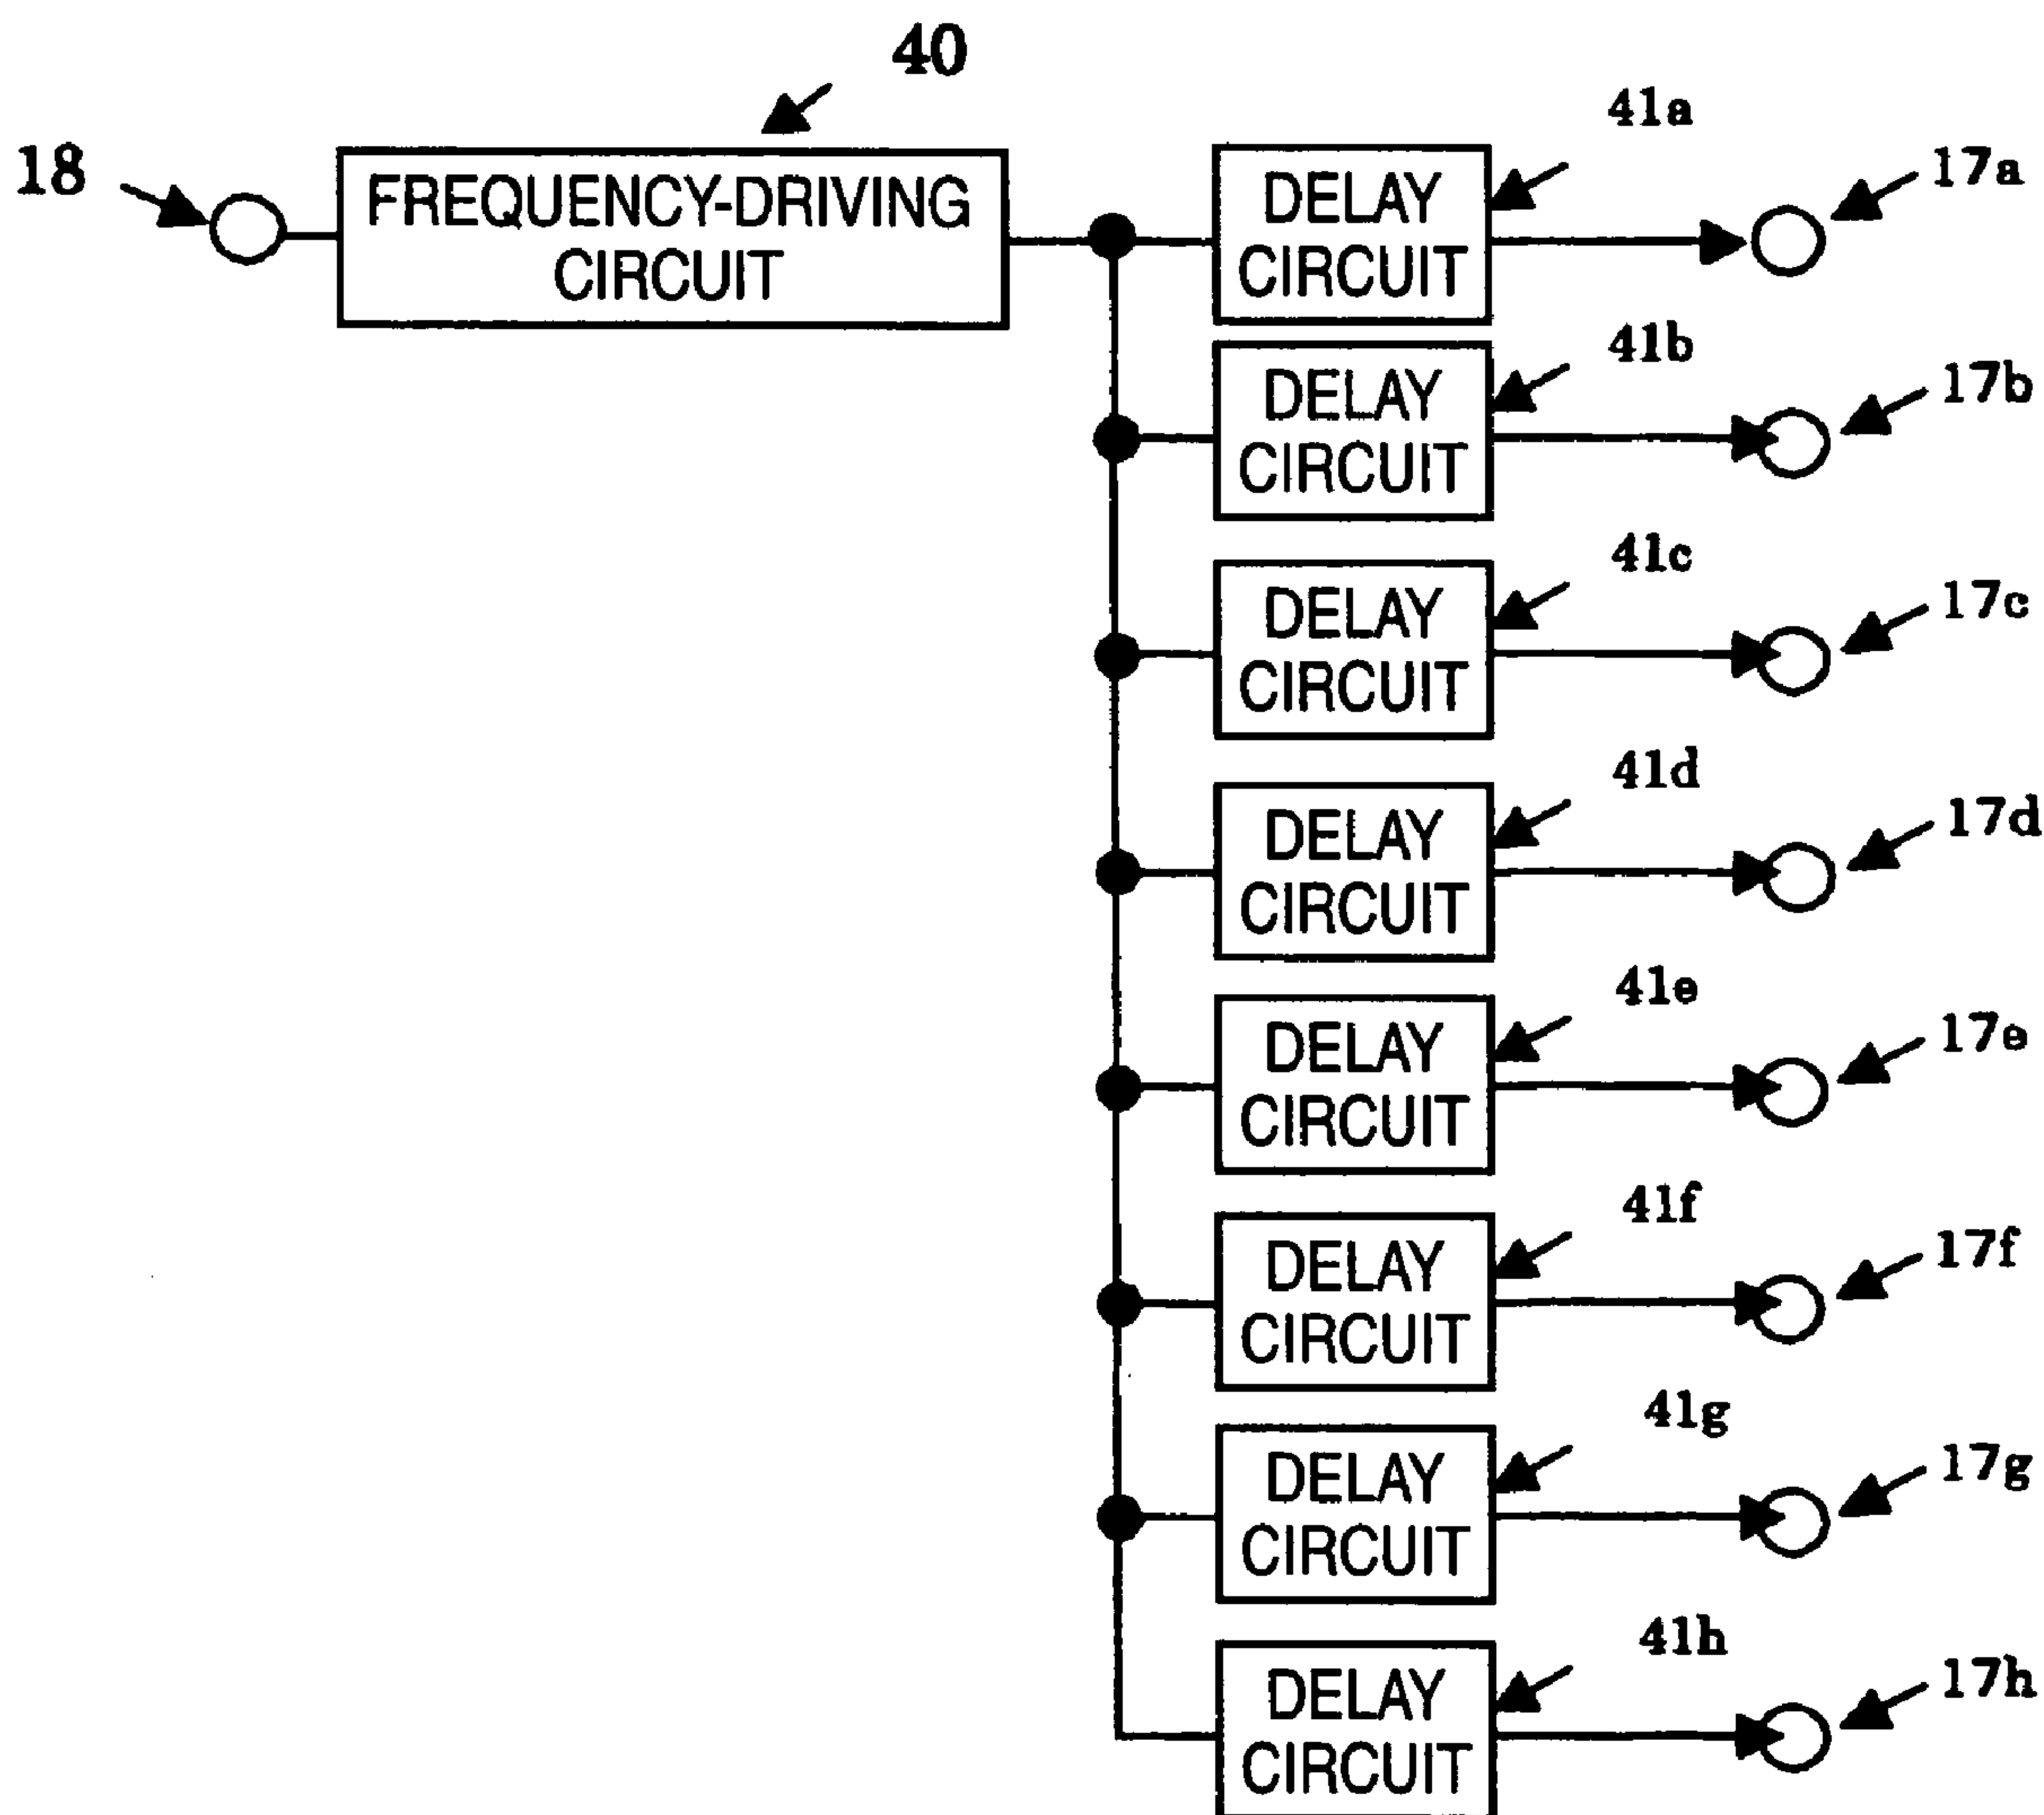 40
18
FREQUENCY-DRIVING
CIRCUIT
41a
DELAY
CIRCUIT
17a
41b
DELAY
CIRCUIT
17b
41c
DELAY
CIRCUIT
17c
41d
DELAY
CIRCUIT
17d
41e
DELAY
CIRCUIT
17e
41f
DELAY
CIRCUIT
17f
41g
DELAY
CIRCUIT
17g
41h
DELAY
CIRCUIT
17h